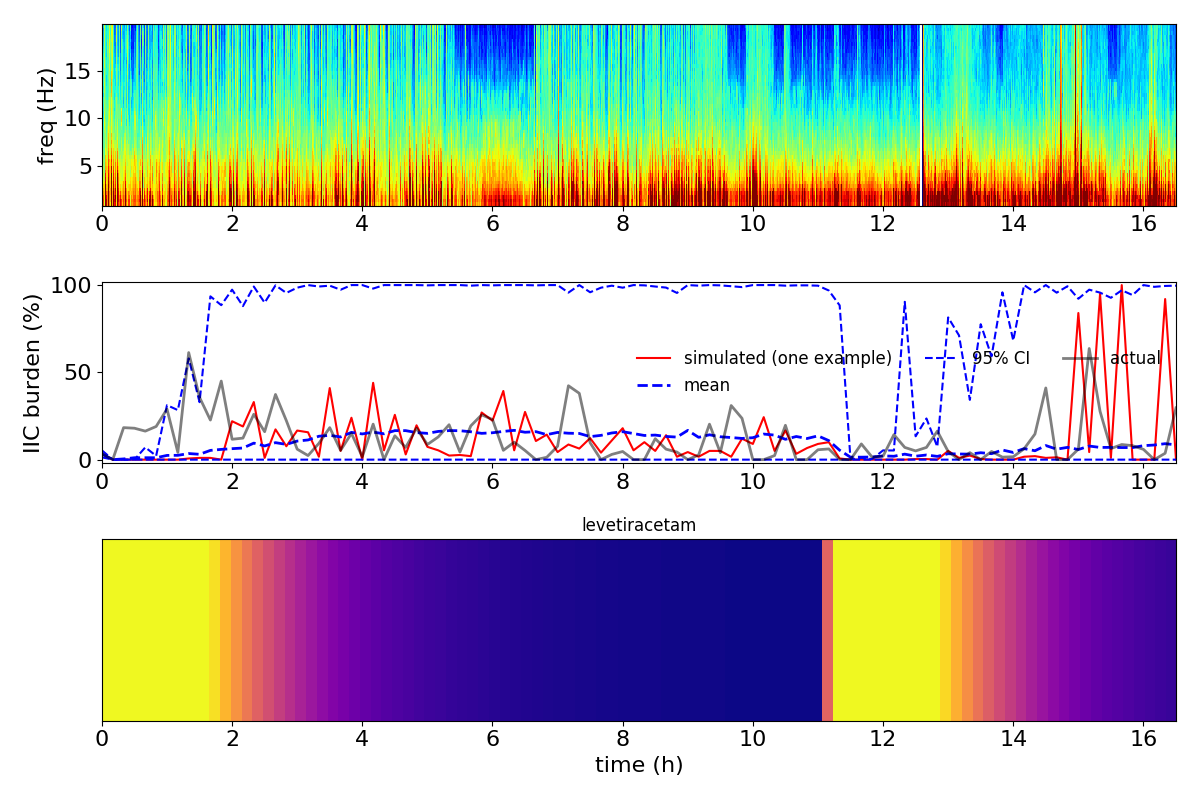 freq (Hz)
15
10
5
0 2 4 6 8 10 12 14 16
IIC burden (%)
100
50
0
simulated (one example) 95% CI actual
mean
0 2 4 6 8 10 12 14 16
levetiracetam
0 2 4 6 8 10 12 14 16
time (h)